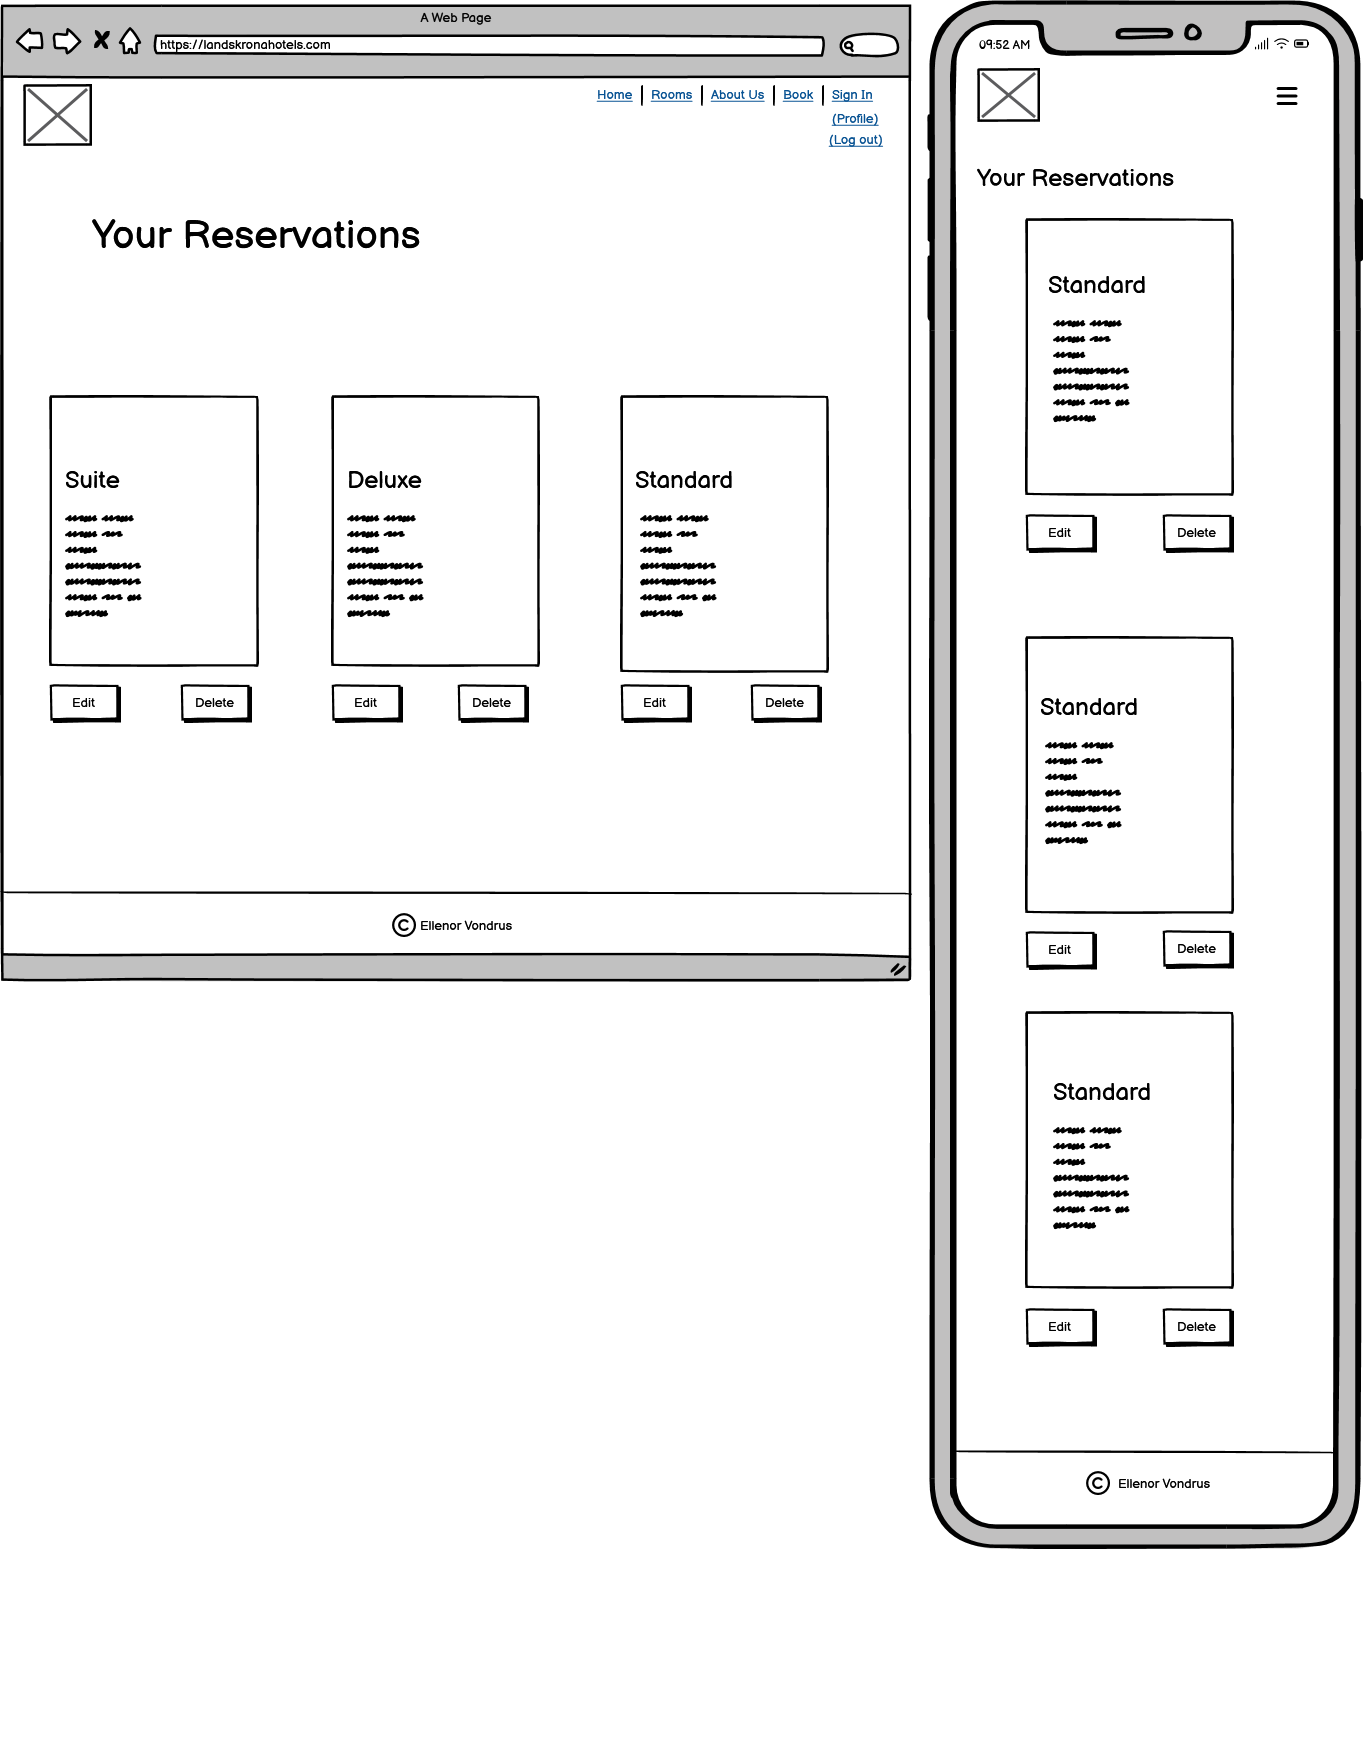 A Web Page
https://landskronahotels.com
Home Rooms About Us Book Sign In
(Profile)
(Log out)
Your Reservations
Suite Deluxe Standard
Edit Delete Edit Delete Edit Delete
© Ellenor Vondrus
09:52 AM
Your Reservations
Standard
Edit Delete
Standard
Edit Delete
Standard
Edit Delete
© Ellenor Vondrus